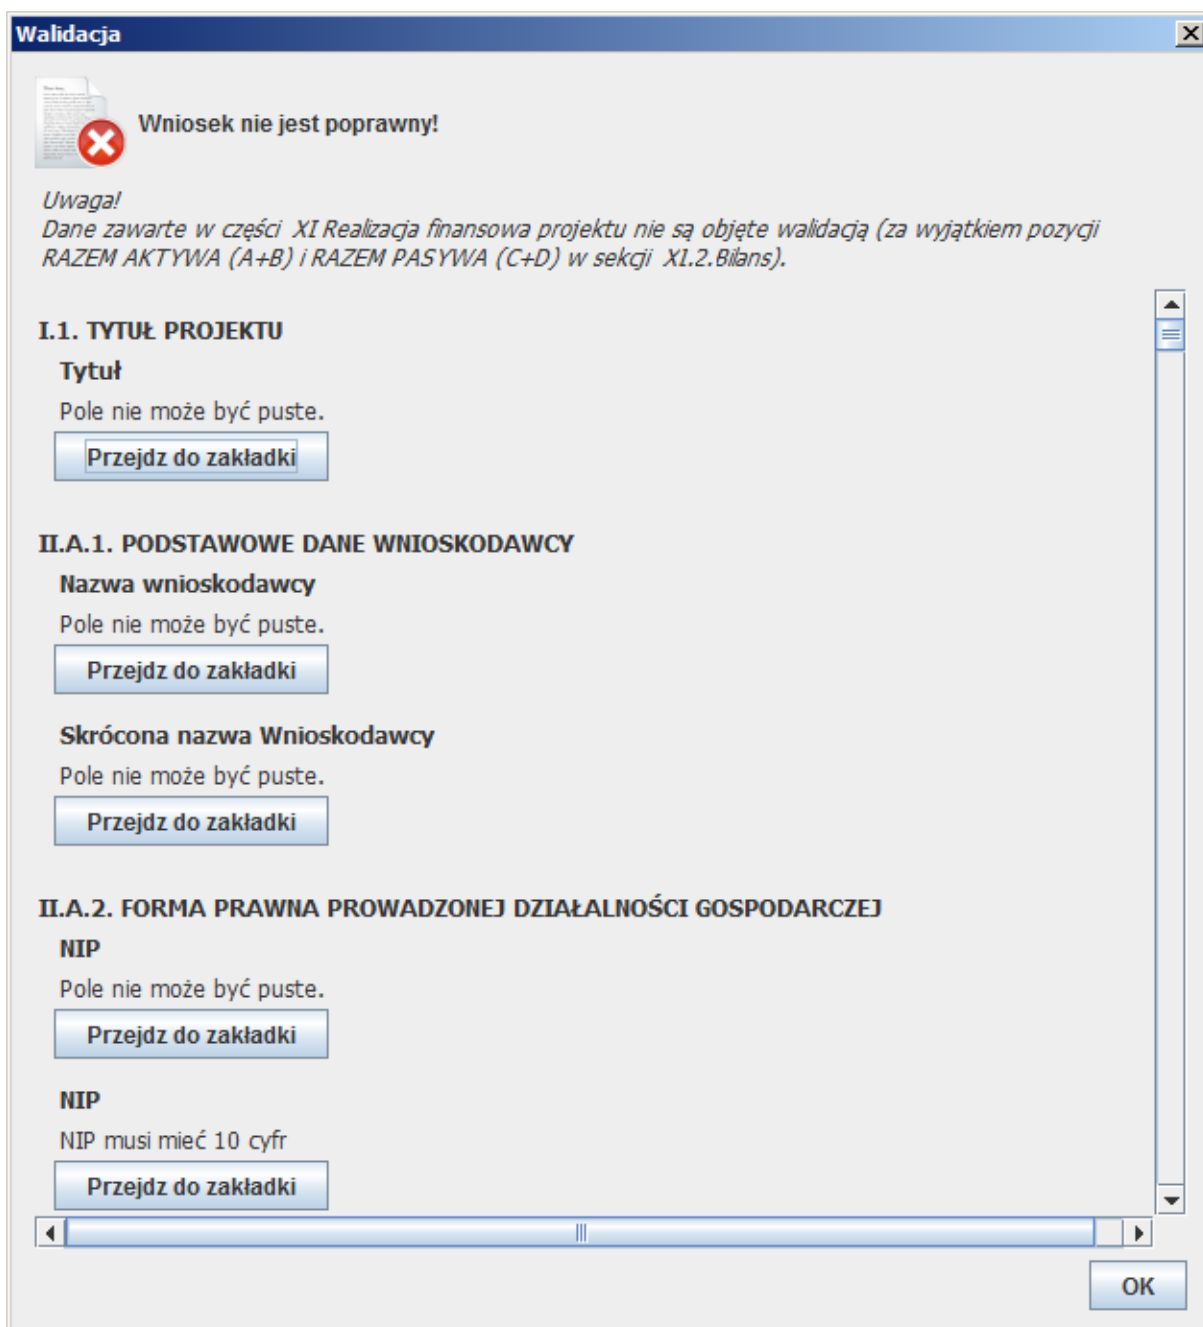 Walidacja
Wniosek nie jest poprawny!
Uwaga!
Dane zawarte w części XI Realizacja finansowa projektu nie są objęte walidacją (za wyjątkiem pozycji
RAZEM AKTYWA (A+B) i RAZEM PASYWA (C+D) w sekcji XI.2.Bilans).
I.1. TYTUŁ PROJEKTU
Tytuł
Pole nie może być puste.
Przejdz do zakładki
II.A.1. PODSTAWOWE DANE WNIOSKODAWCY
Nazwa wnioskodawcy
Pole nie może być puste.
Przejdz do zakładki
Skrócona nazwa Wnioskodawcy
Pole nie może być puste.
Przejdz do zakładki
II.A.2. FORMA PRAWNA PROWADZONEJ DZIAŁALNOŚCI GOSPODARCZEJ
NIP
Pole nie może być puste.
Przejdz do zakładki
NIP
NIP musi mieć 10 cyfr
Przejdz do zakładki
OK